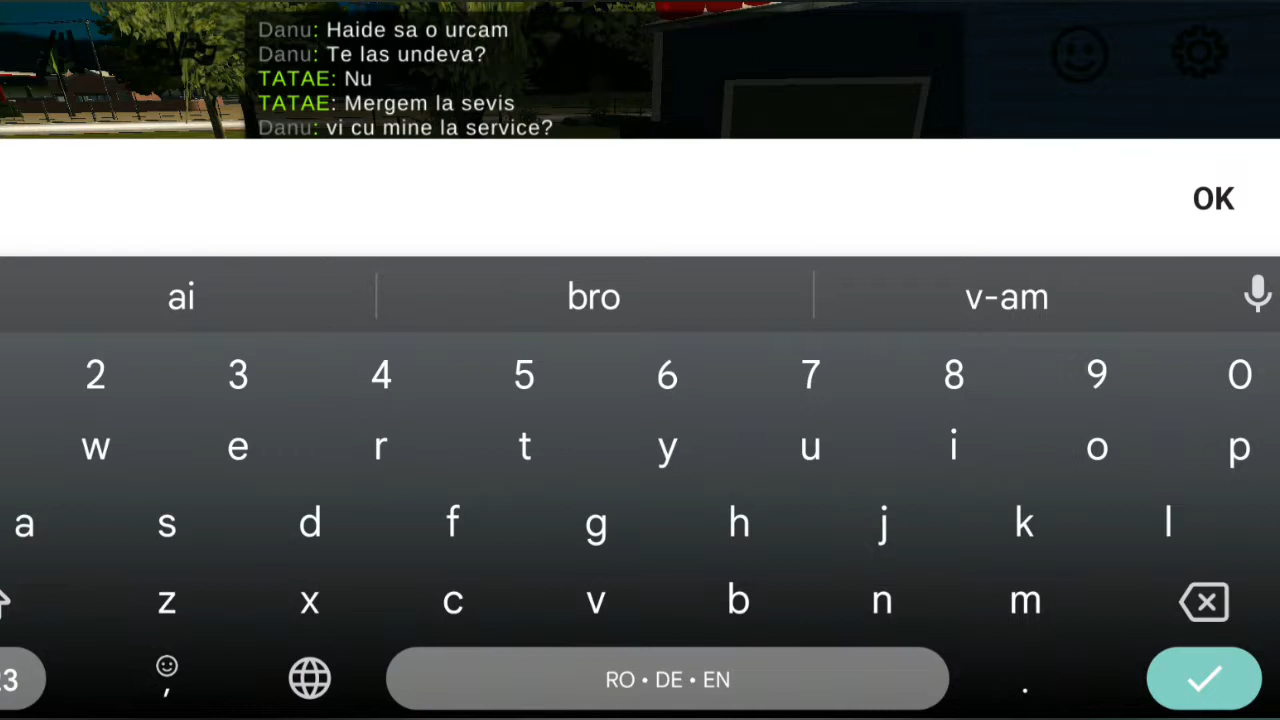 Danu: Haide sa o urcam
Danu: Te las undeva?
TATAE: Nu
TATAE: Mergem la sevis
Danu: vi cu mine la service?
OK
ai bro v-am
2 3 4 5 6 7 8 9 0
w e r t y u i o p
a s d f g h j k l
z x c v b n m
23 , RO • DE • EN .